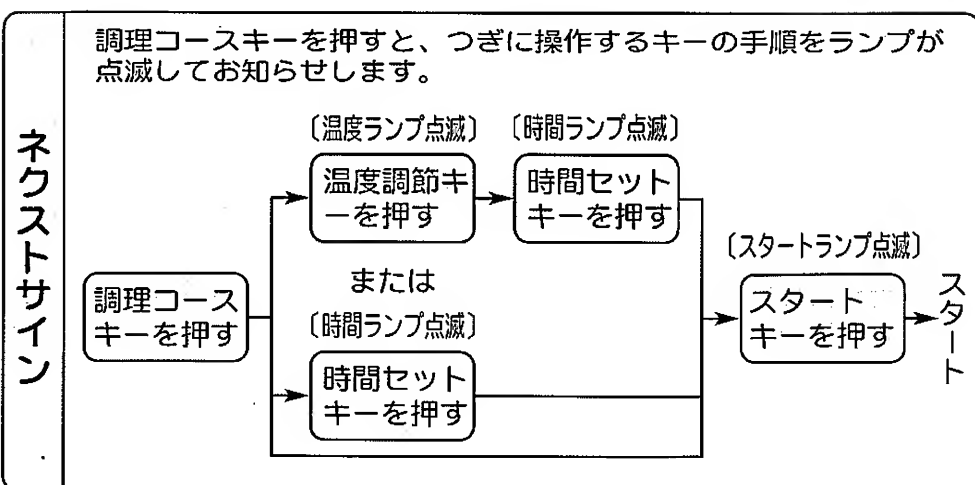 ネクストサイン
調理コースキーを押すと、つぎに操作するキーの手順をランプが
点滅してお知らせします。
〔温度ランプ点滅〕
温度調節キ
ーを押す
〔時間ランプ点滅〕
時間セット
キーを押す
または
調理コース
キーを押す
〔時間ランプ点滅〕
時間セット
キーを押す
〔スタートランプ点滅〕
スタート
キーを押す
スタート